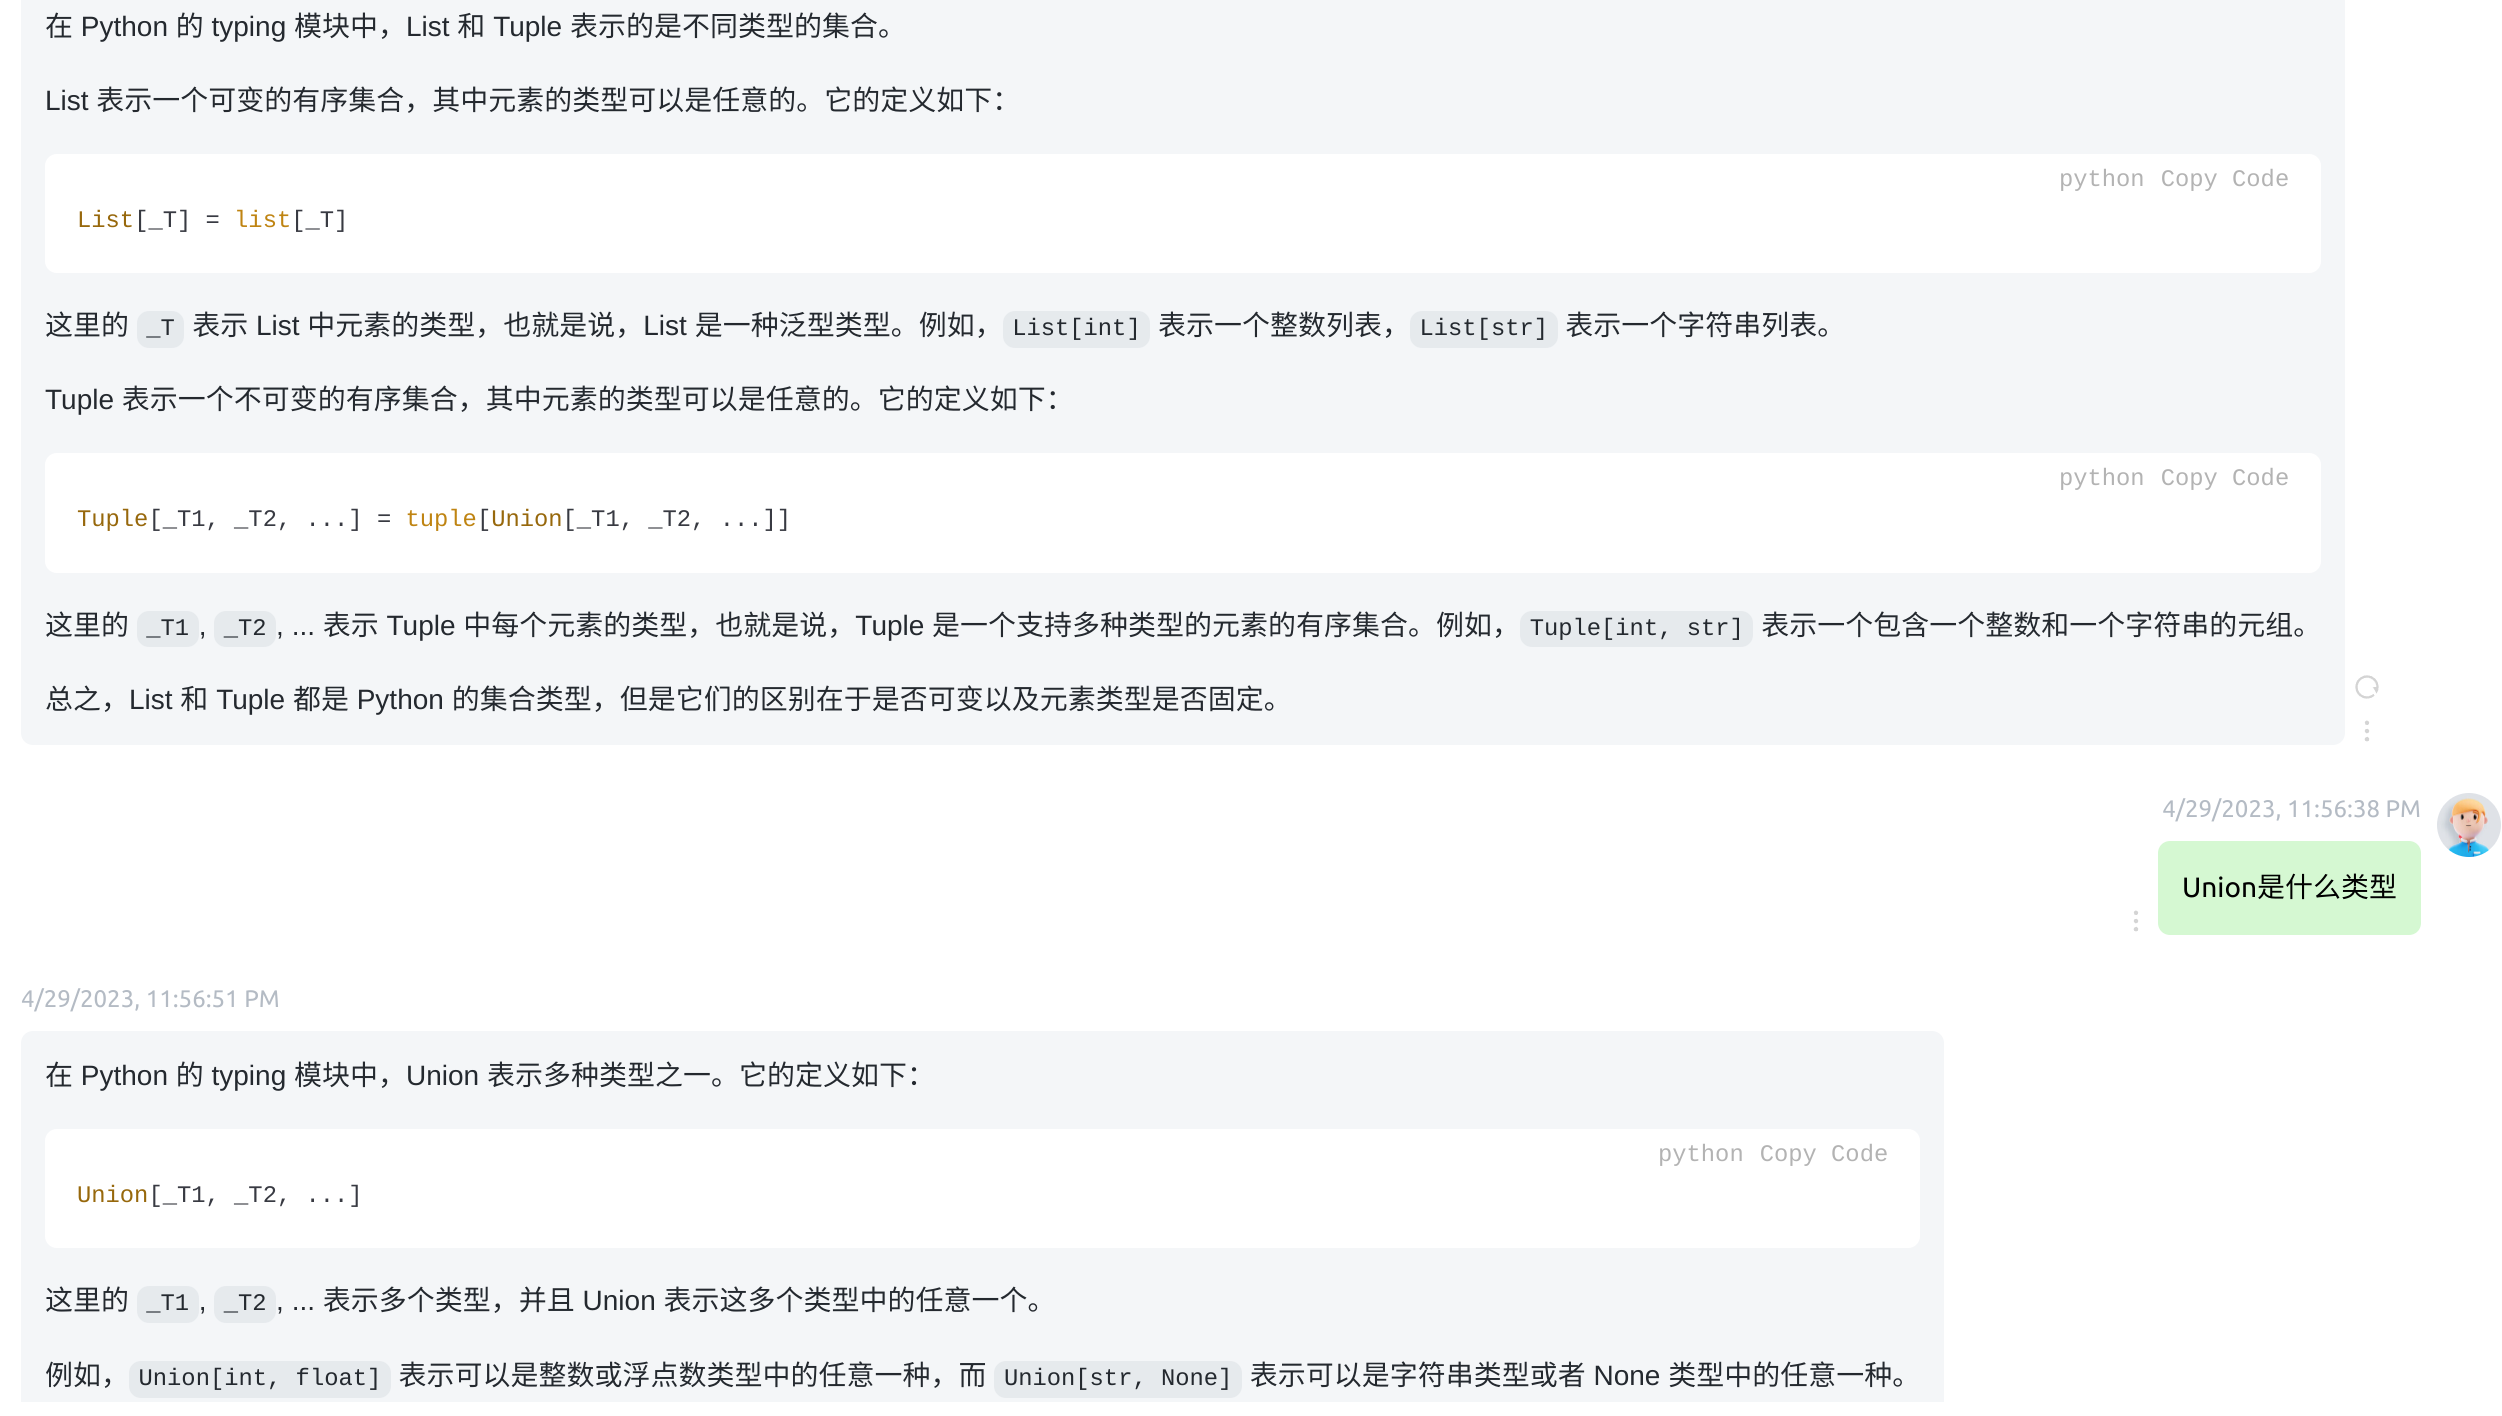 在 Python 的 typing 模块中，List 和 Tuple 表示的是不同类型的集合。
List 表示一个可变的有序集合，其中元素的类型可以是任意的。它的定义如下：
python Copy Code
List[_T] = list[_T]
这里的 _T 表示 List 中元素的类型，也就是说，List 是一种泛型类型。例如， List[int] 表示一个整数列表， List[str] 表示一个字符串列表。
Tuple 表示一个不可变的有序集合，其中元素的类型可以是任意的。它的定义如下：
python Copy Code
Tuple[_T1, _T2, ...] = tuple[Union[_T1, _T2, ...]]
这里的 _T1, _T2, ... 表示 Tuple 中每个元素的类型，也就是说，Tuple 是一个支持多种类型的元素的有序集合。例如， Tuple[int, str] 表示一个包含一个整数和一个字符串的元组。
总之，List 和 Tuple 都是 Python 的集合类型，但是它们的区别在于是否可变以及元素类型是否固定。
4/29/2023, 11:56:38 PM
Union是什么类型
4/29/2023, 11:56:51 PM
在 Python 的 typing 模块中，Union 表示多种类型之一。它的定义如下：
python Copy Code
Union[_T1, _T2, ...]
这里的 _T1, _T2, ... 表示多个类型，并且 Union 表示这多个类型中的任意一个。
例如， Union[int, float] 表示可以是整数或浮点数类型中的任意一种，而 Union[str, None] 表示可以是字符串类型或者 None 类型中的任意一种。